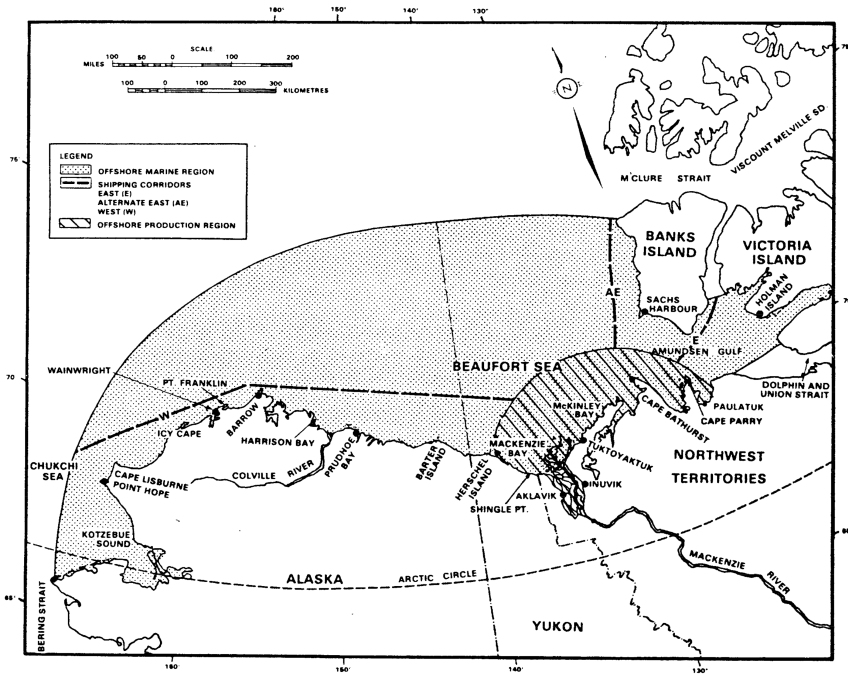 160°
150°
140°
130°
SCALE
100 50 0 100 200
MILES
100 0 100 200 300
KILOMETRES
N
75°
LEGEND
OFFSHORE MARINE REGION
SHIPPING CORRIDORS
EAST (E)
ALTERNATE EAST (AE)
WEST (W)
OFFSHORE PRODUCTION REGION
VISCOUNT MELVILLE SD.
M'CLURE STRAIT
BANKS
ISLAND
VICTORIA
ISLAND
HOLMAN
ISLAND
SACHS
HARBOUR
AE
E
AMUNDSEN GULF
BEAUFORT SEA
DOLPHIN AND
UNION STRAIT
WAINWRIGHT
PT. FRANKLIN
70°
W
BARROW
ICY CAPE
HARRISON BAY
PRUDHOE
BAY
COLVILLE RIVER
BARTER
ISLAND
HERSCHEL
ISLAND
MACKENZIE
BAY
McKINLEY
BAY
CAPE BATHURST
CAPE PARRY
PAULATUK
TUKTOYAKTUK
NORTHWEST
TERRITORIES
INUVIK
AKLAVIK
SHINGLE PT.
CHUKCHI
SEA
CAPE LISBURNE
POINT HOPE
KOTZEBUE
SOUND
ALASKA
ARCTIC CIRCLE
MACKENZIE
RIVER
YUKON
BERING STRAIT
65°
160°
150°
140°
130°